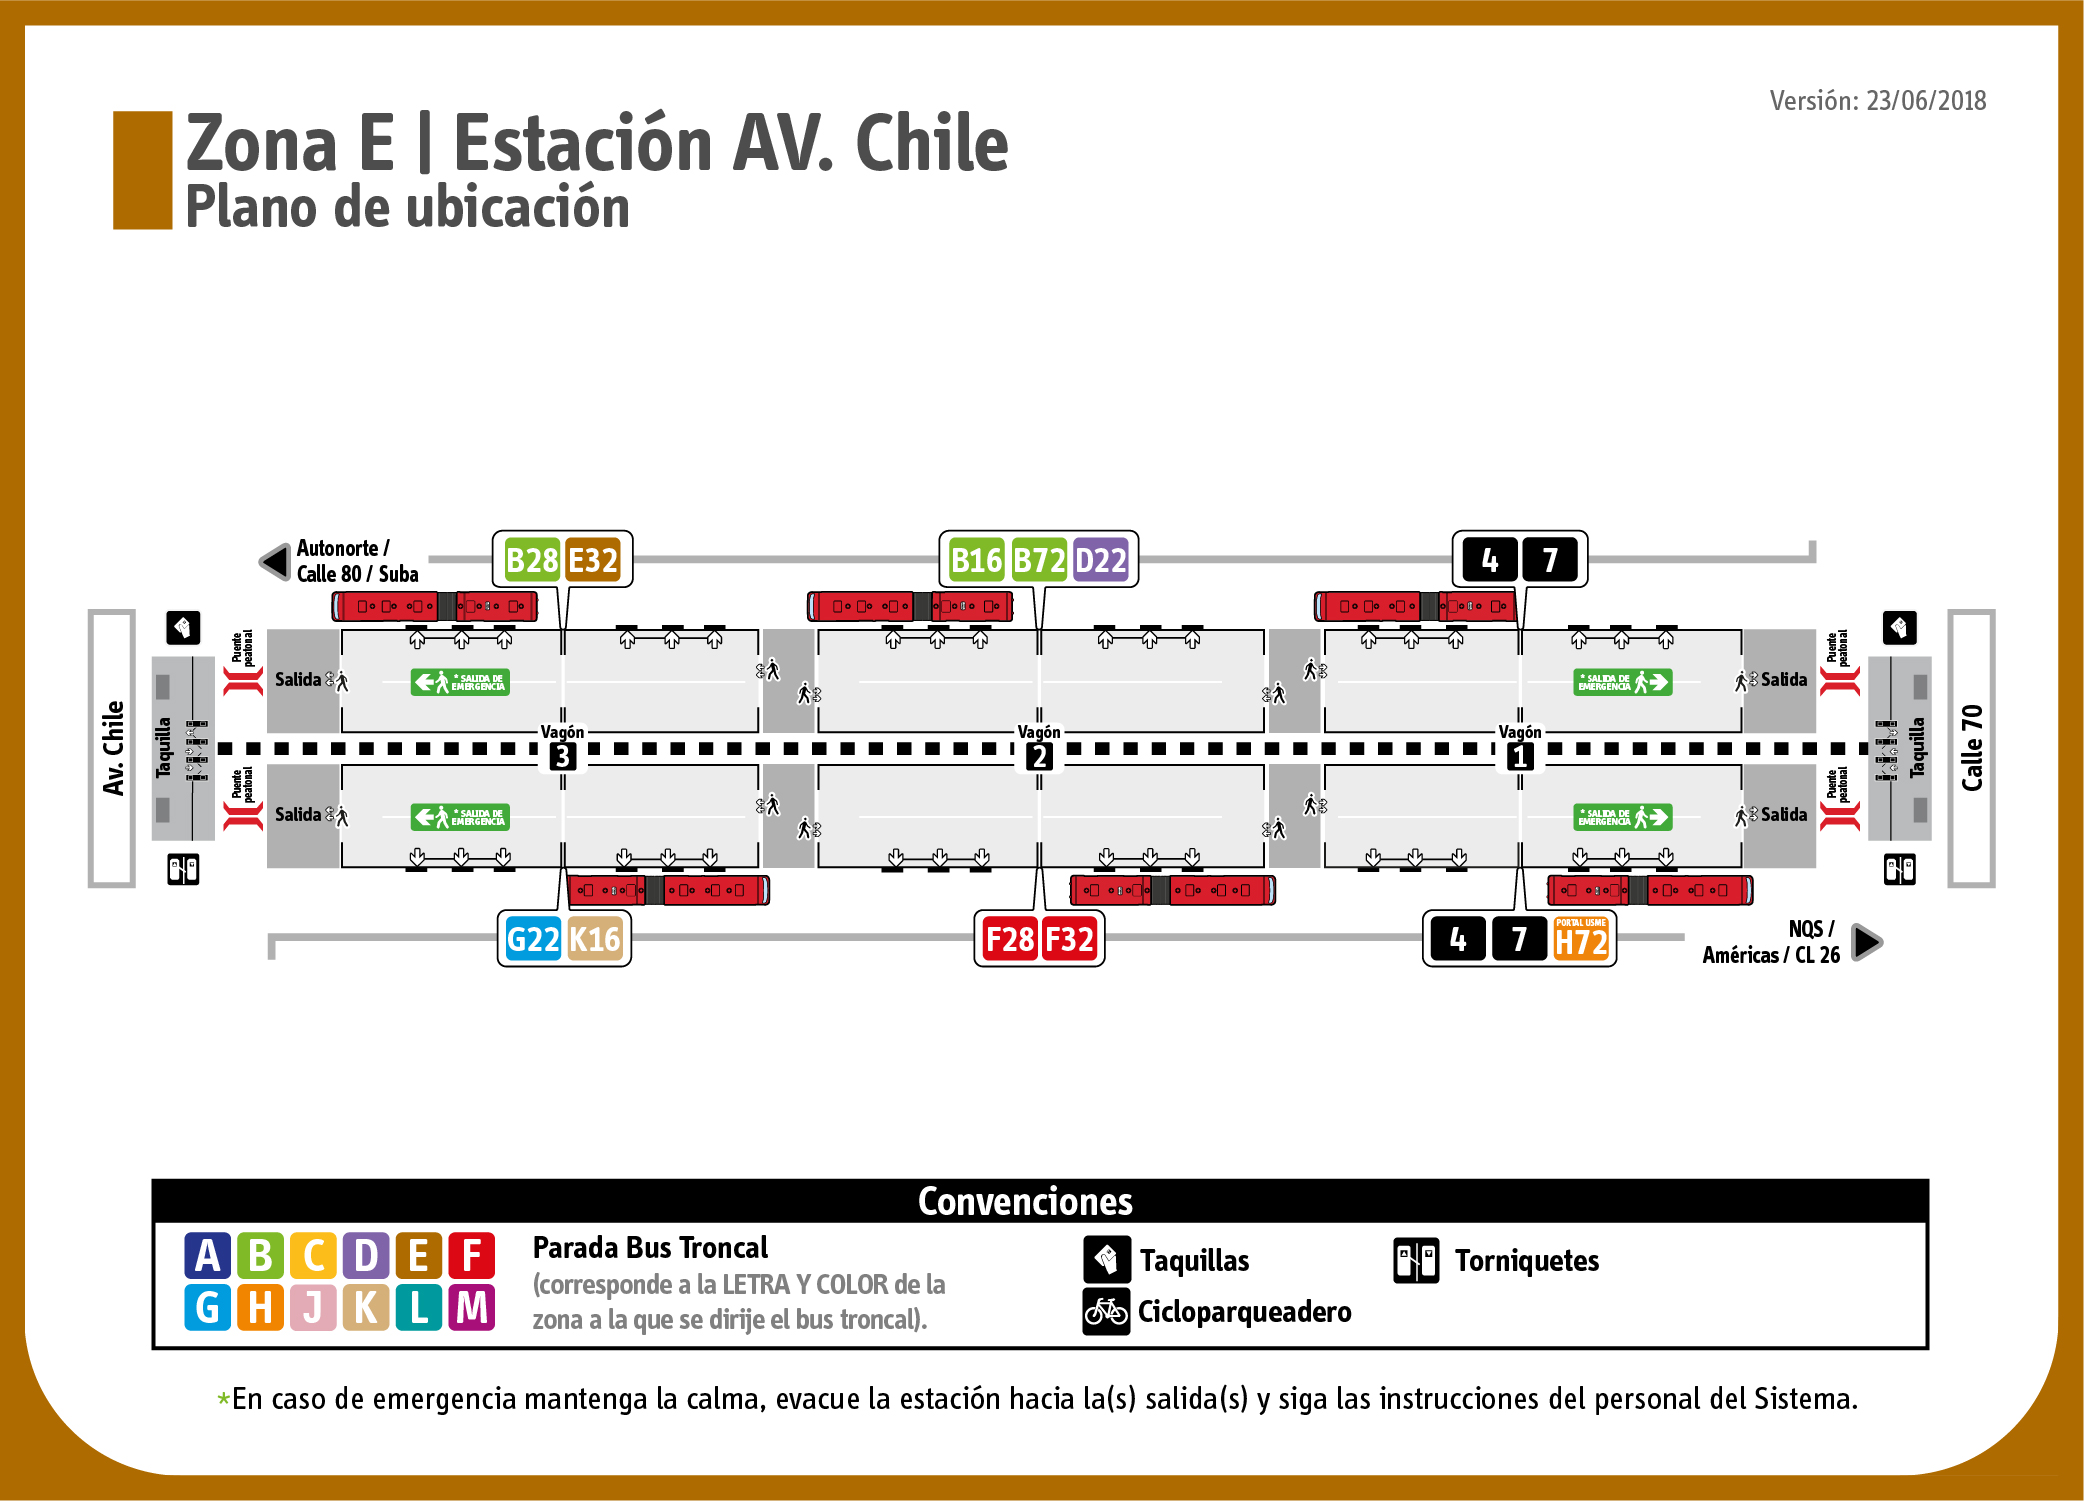 Versión: 23/06/2018
Zona E | Estación AV. Chile
Plano de ubicación
Autonorte /
Calle 80 / Suba
B28 E32
B16 B72 D22
4 7
Av. Chile
Taquilla
Puente
peatonal
Salida
* SALIDA DE
EMERGENCIA
* SALIDA DE
EMERGENCIA
Salida
Puente
peatonal
Taquilla
Calle 70
Vagón
3
Vagón
2
Vagón
1
Puente
peatonal
Salida
* SALIDA DE
EMERGENCIA
* SALIDA DE
EMERGENCIA
Salida
Puente
peatonal
G22 K16
F28 F32
4 7
PORTAL USME
H72
NQS /
Américas / CL 26
Convenciones
A B C D E F
G H J K L M
Parada Bus Troncal
(corresponde a la LETRA Y COLOR de la
zona a la que se dirije el bus troncal).
Taquillas
Cicloparqueadero
Torniquetes
*En caso de emergencia mantenga la calma, evacue la estación hacia la(s) salida(s) y siga las instrucciones del personal del Sistema.